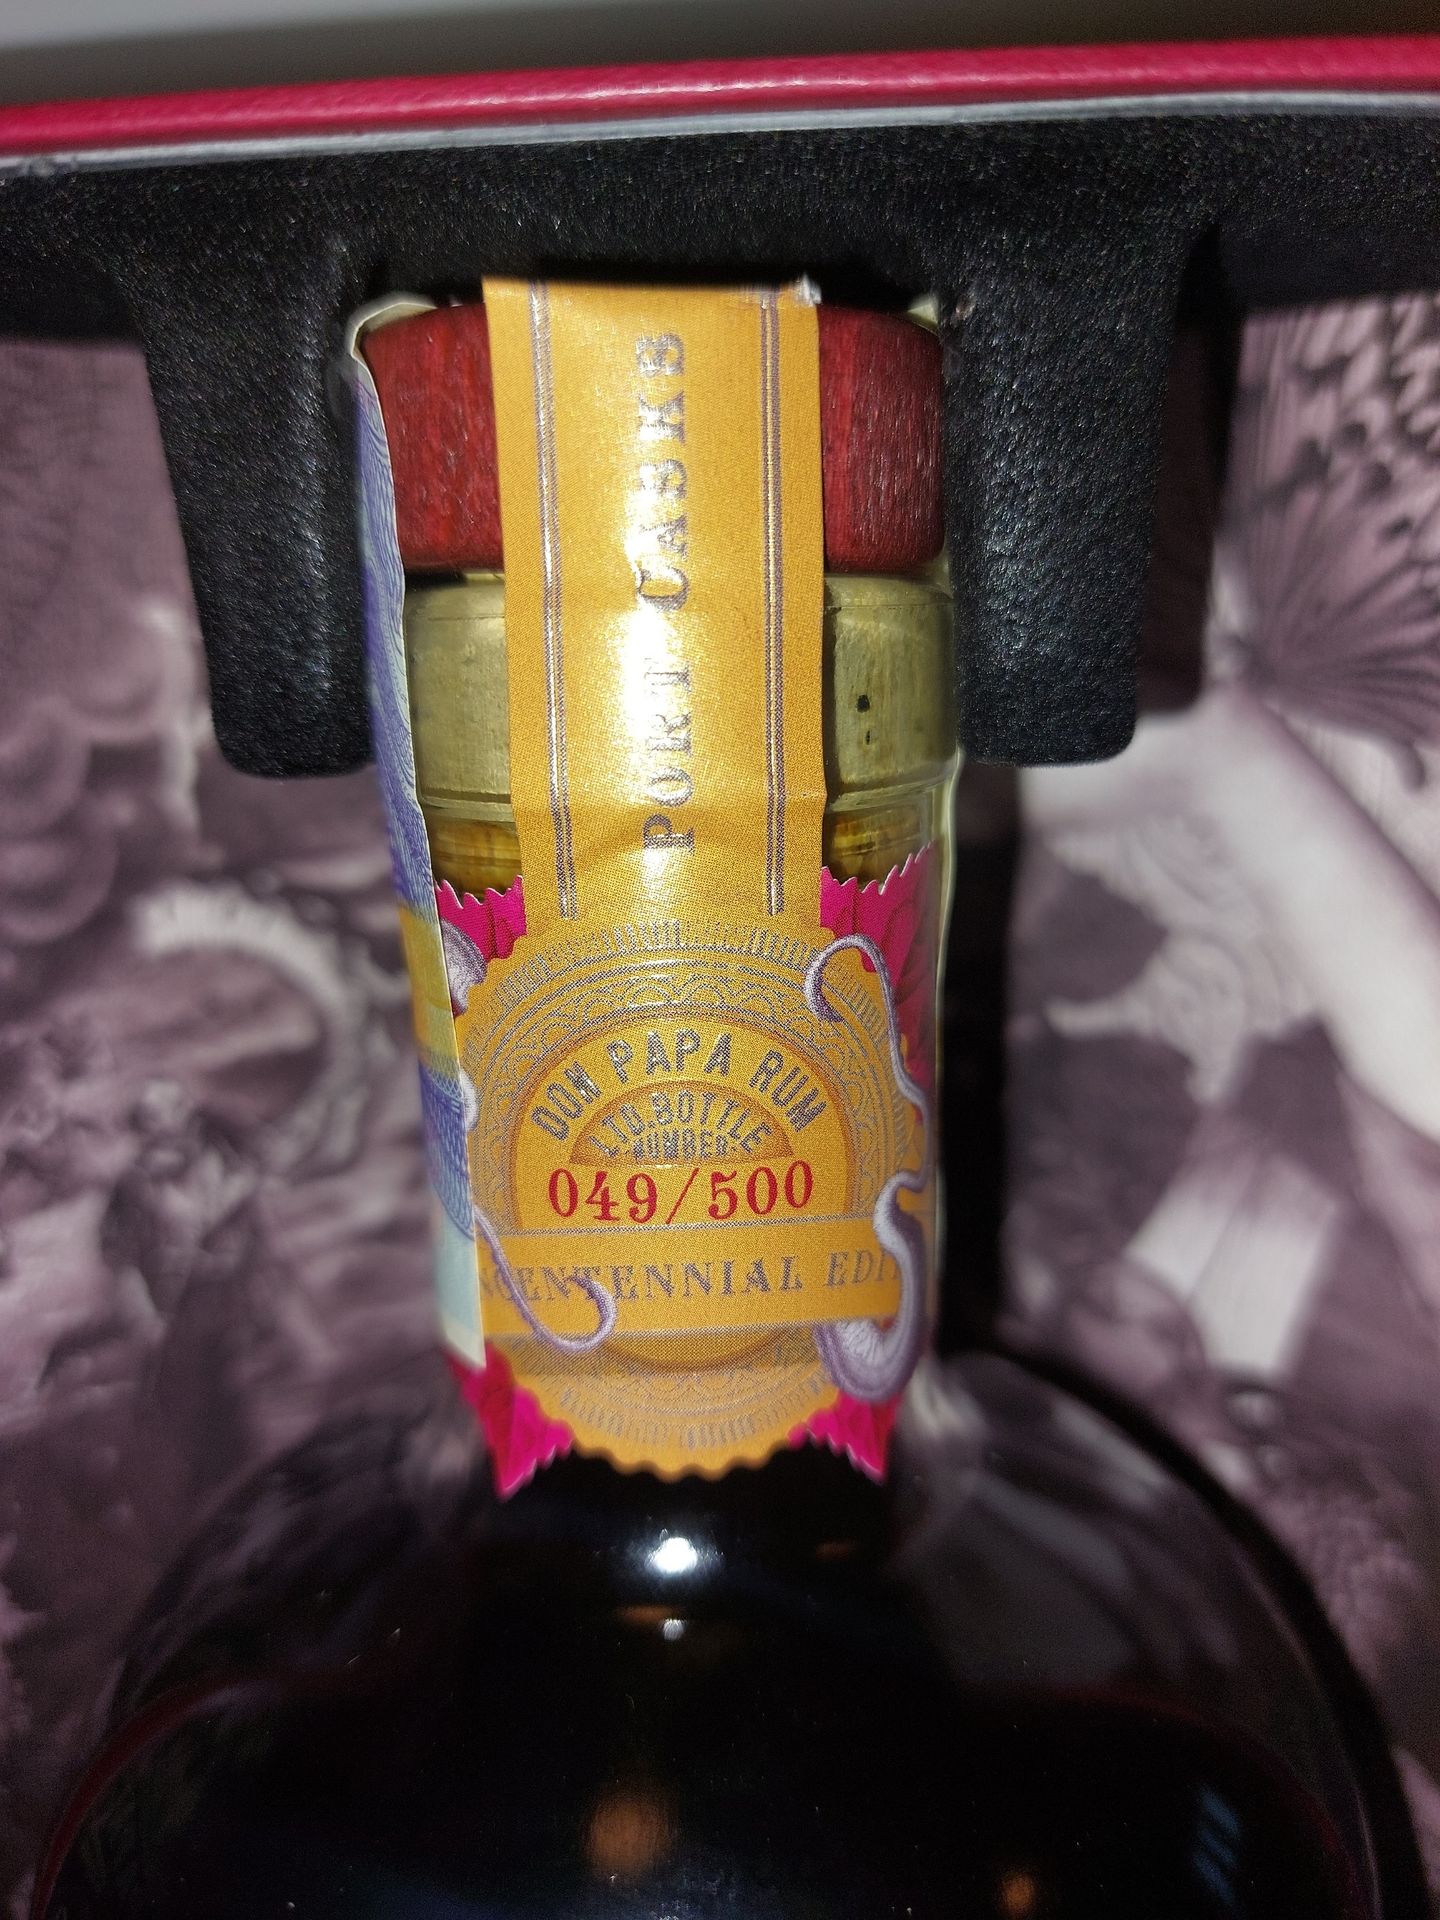 PORT CASKS
DON PAPA RUM
LTD. BOTTLE
NUMBER
049/500
CENTENNIAL EDI